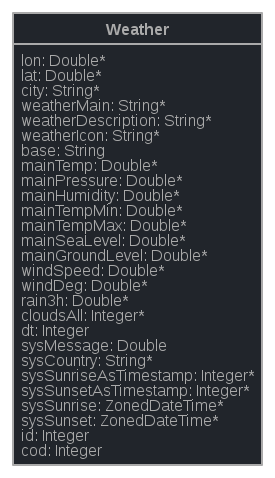 Weather
lon: Double*
lat: Double*
city: String*
weatherMain: String*
weatherDescription: String*
weatherIcon: String*
base: String
mainTemp: Double*
mainPressure: Double*
mainHumidity: Double*
mainTempMin: Double*
mainTempMax: Double*
mainSeaLevel: Double*
mainGroundLevel: Double*
windSpeed: Double*
windDeg: Double*
rain3h: Double*
cloudsAll: Integer*
dt: Integer
sysMessage: Double
sysCountry: String*
sysSunriseAsTimestamp: Integer*
sysSunsetAsTimestamp: Integer*
sysSunrise: ZonedDateTime*
sysSunset: ZonedDateTime*
id: Integer
cod: Integer